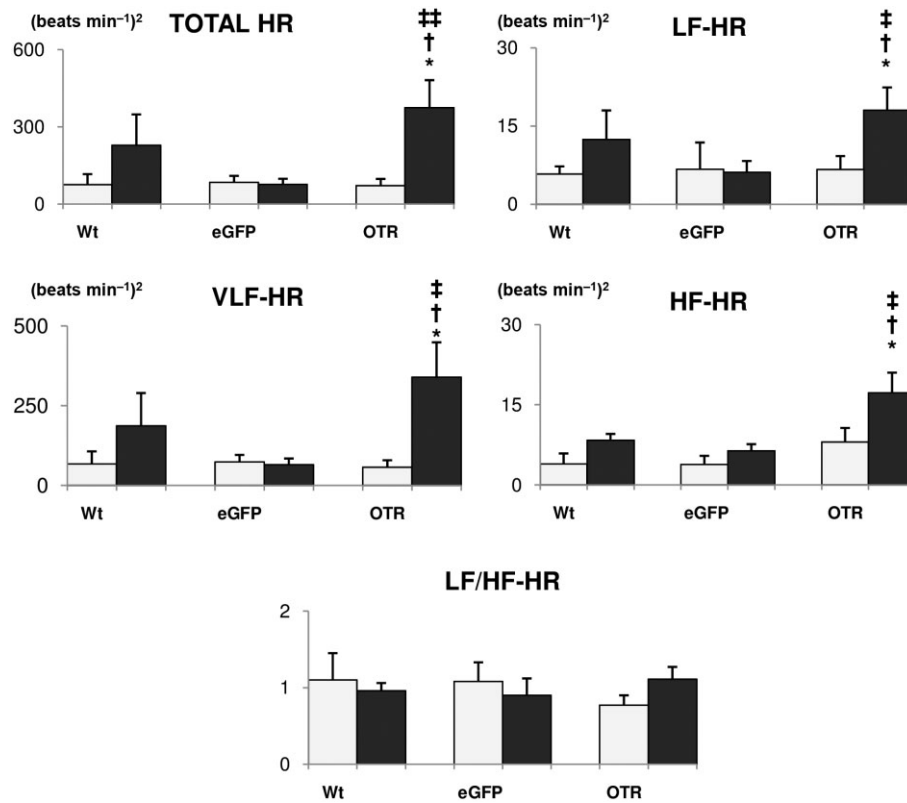 (beats min⁻¹)²
TOTAL HR
‡‡
†
*
600
300
0
Wt
eGFP
OTR
(beats min⁻¹)²
LF-HR
‡
†
*
30
15
0
Wt
eGFP
OTR
(beats min⁻¹)²
VLF-HR
‡
†
*
500
250
0
Wt
eGFP
OTR
(beats min⁻¹)²
HF-HR
‡
†
*
30
15
0
Wt
eGFP
OTR
LF/HF-HR
2
1
0
Wt
eGFP
OTR